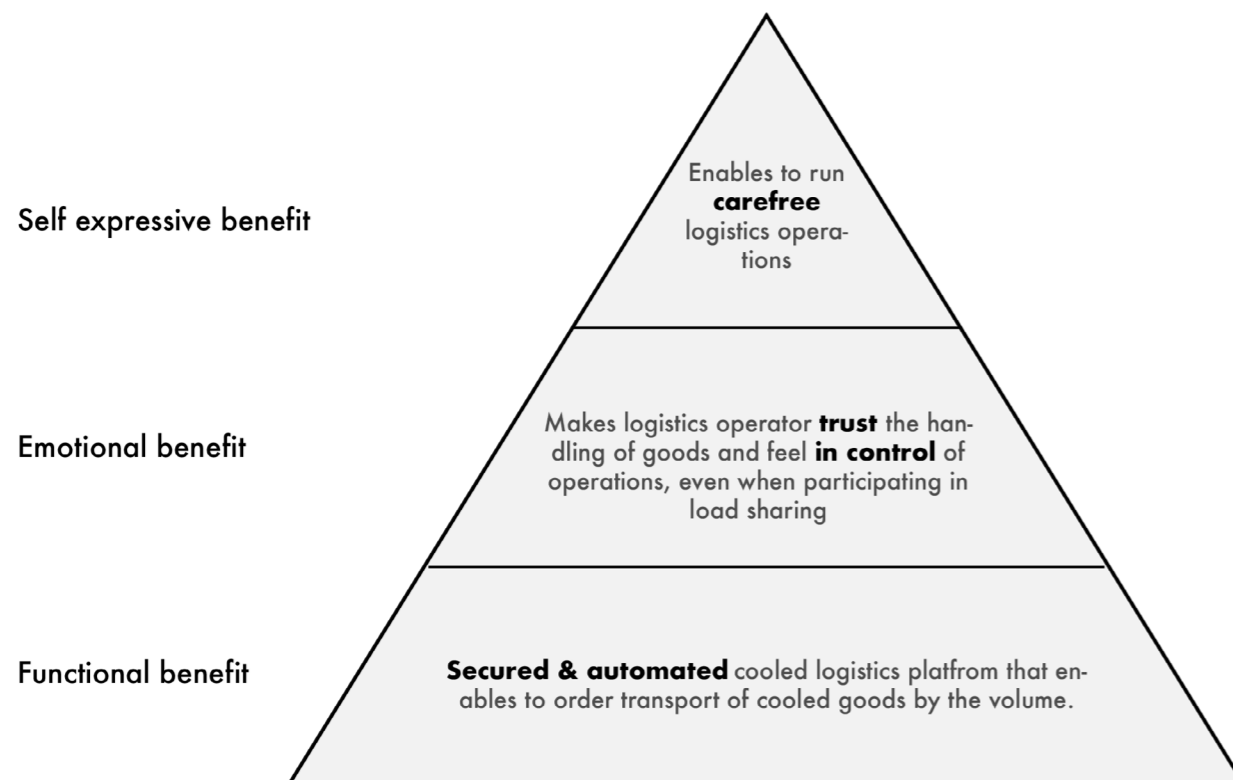 Self expressive benefit
Enables to run
carefree
logistics opera-
tions
Emotional benefit
Makes logistics operator trust the han-
dling of goods and feel in control of
operations, even when participating in
load sharing
Functional benefit
Secured & automated cooled logistics platfrom that en-
ables to order transport of cooled goods by the volume.